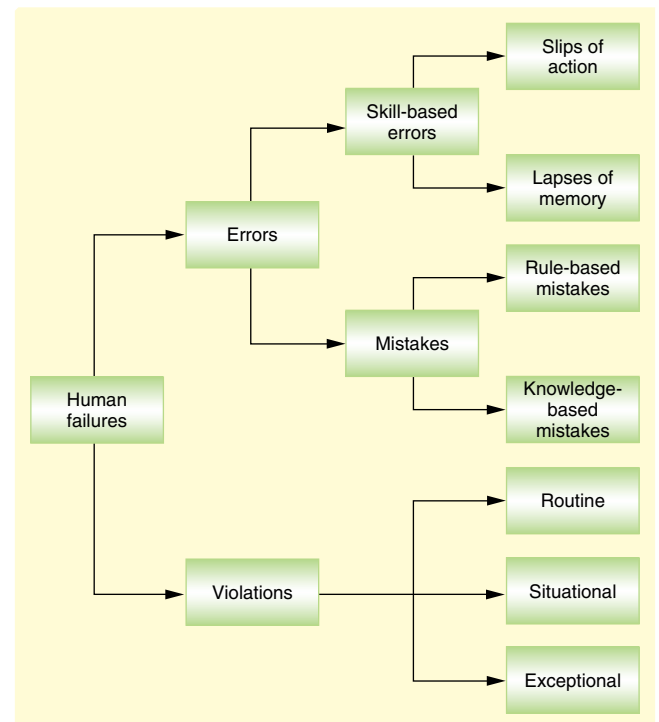 Slips of
action
Skill-based
errors
Lapses of
memory
Errors
Rule-based
mistakes
Mistakes
Human
failures
Knowledge-
based
mistakes
Routine
Violations
Situational
Exceptional